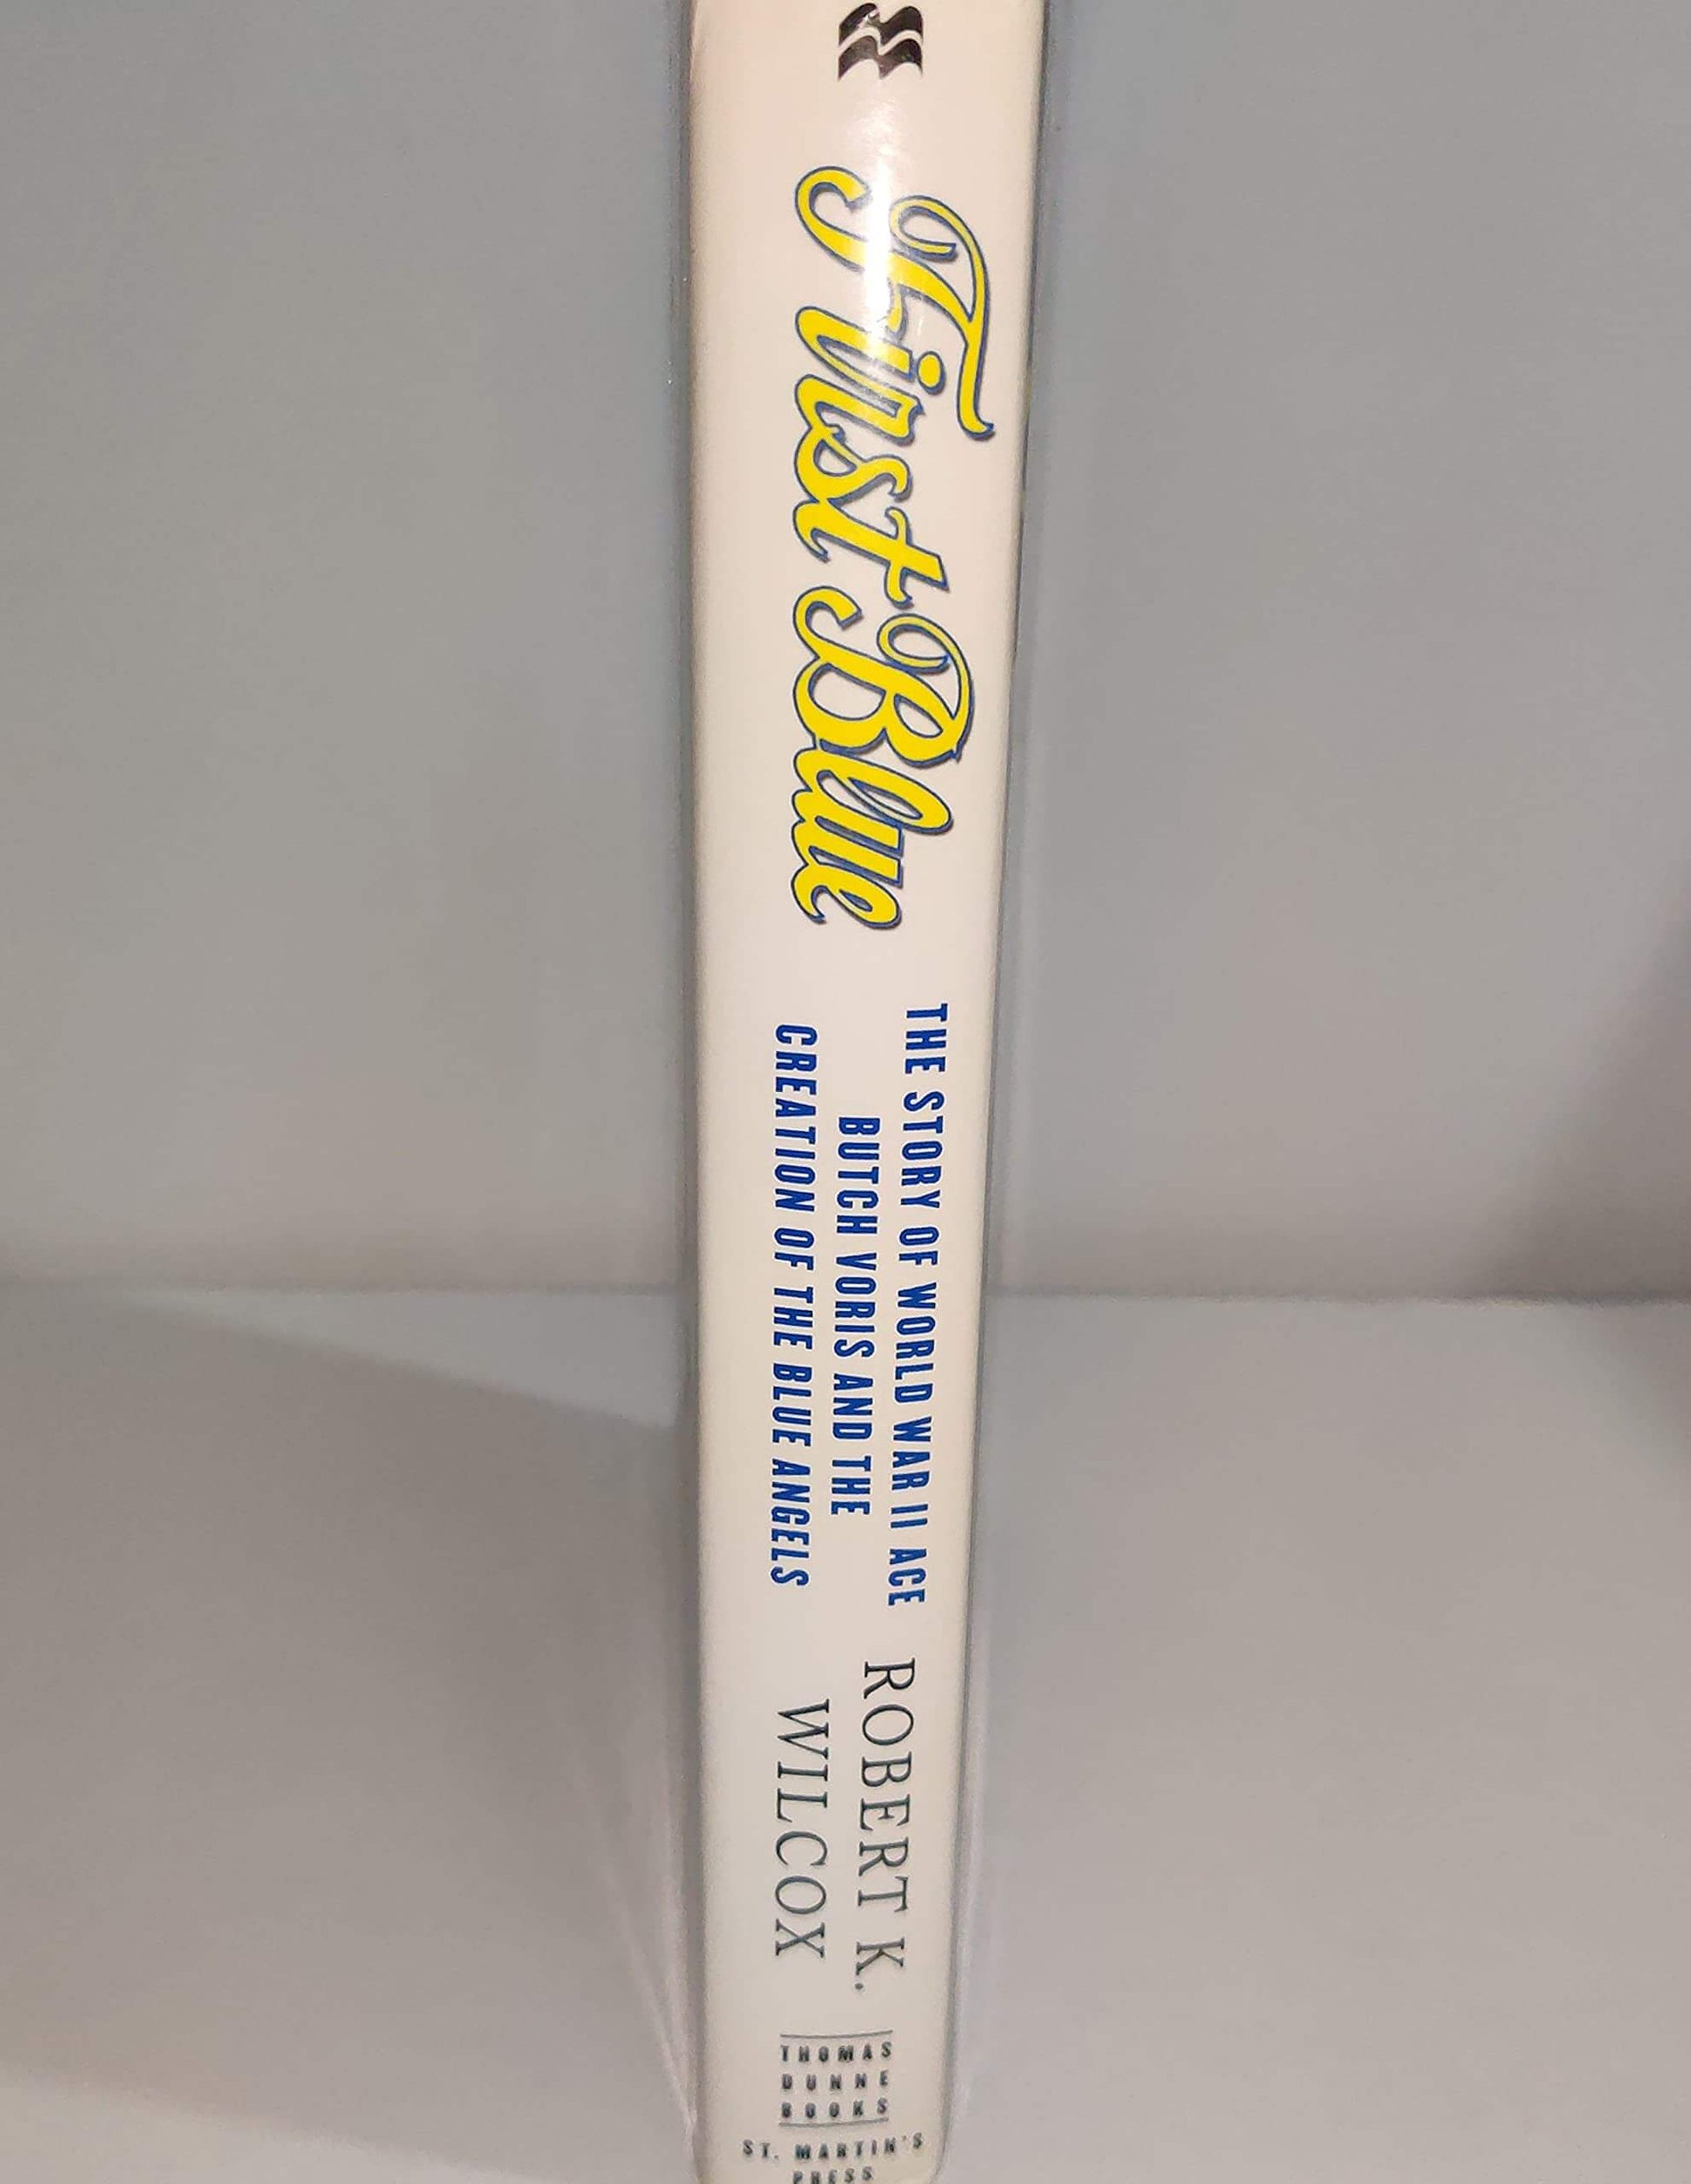 First Blue
THE STORY OF WORLD WAR II ACE
BUTCH VORIS AND THE
CREATION OF THE BLUE ANGELS
ROBERT K.
WILCOX
THOMAS
DUNNE
BOOKS
ST. MARTIN'S
PRESS